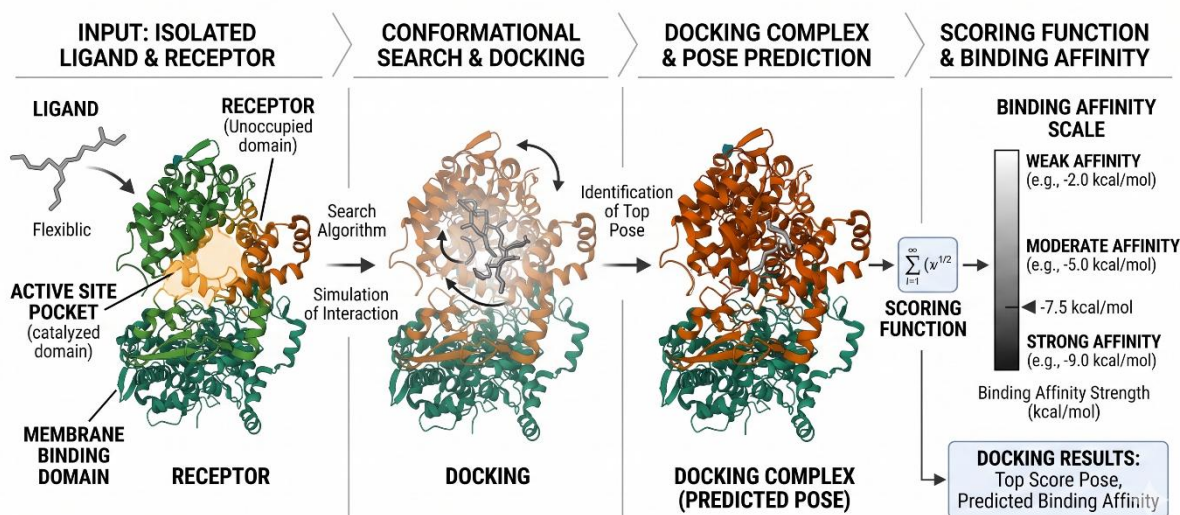 INPUT: ISOLATED
LIGAND & RECEPTOR
CONFORMATIONAL
SEARCH & DOCKING
DOCKING COMPLEX
& POSE PREDICTION
SCORING FUNCTION
& BINDING AFFINITY
LIGAND
Flexiblic
RECEPTOR
(Unoccupied
domain)
ACTIVE SITE
POCKET
(catalyzed
domain)
MEMBRANE
BINDING
DOMAIN
RECEPTOR
Search
Algorithm
Simulation
of Interaction
DOCKING
Identification
of Top
Pose
DOCKING COMPLEX
(PREDICTED POSE)
SCORING
FUNCTION
BINDING AFFINITY
SCALE
WEAK AFFINITY
(e.g., -2.0 kcal/mol)
MODERATE AFFINITY
(e.g., -5.0 kcal/mol)
-7.5 kcal/mol
STRONG AFFINITY
(e.g., -9.0 kcal/mol)
Binding Affinity Strength
(kcal/mol)
DOCKING RESULTS:
Top Score Pose,
Predicted Binding Affinity